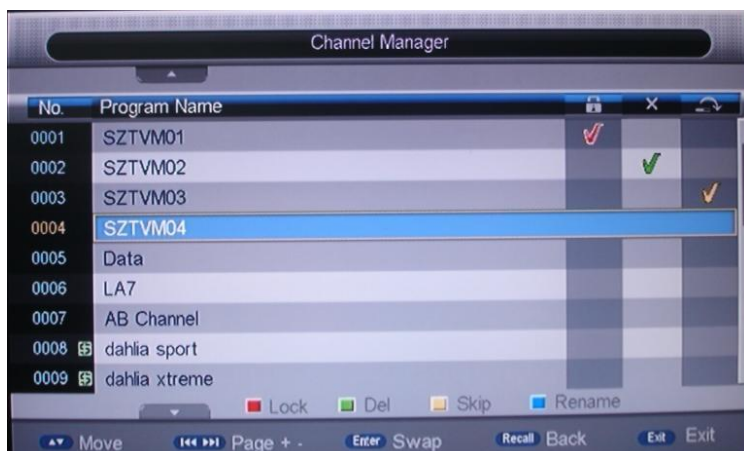 Channel Manager
No. Program Name
0001 SZTVM01
0002 SZTVM02
0003 SZTVM03
0004 SZTVM04
0005 Data
0006 LA7
0007 AB Channel
0008 $ dahlia sport
0009 $ dahlia xtreme
Lock Del Skip Rename
Move Page + - Enter Swap Recall Back Exit Exit